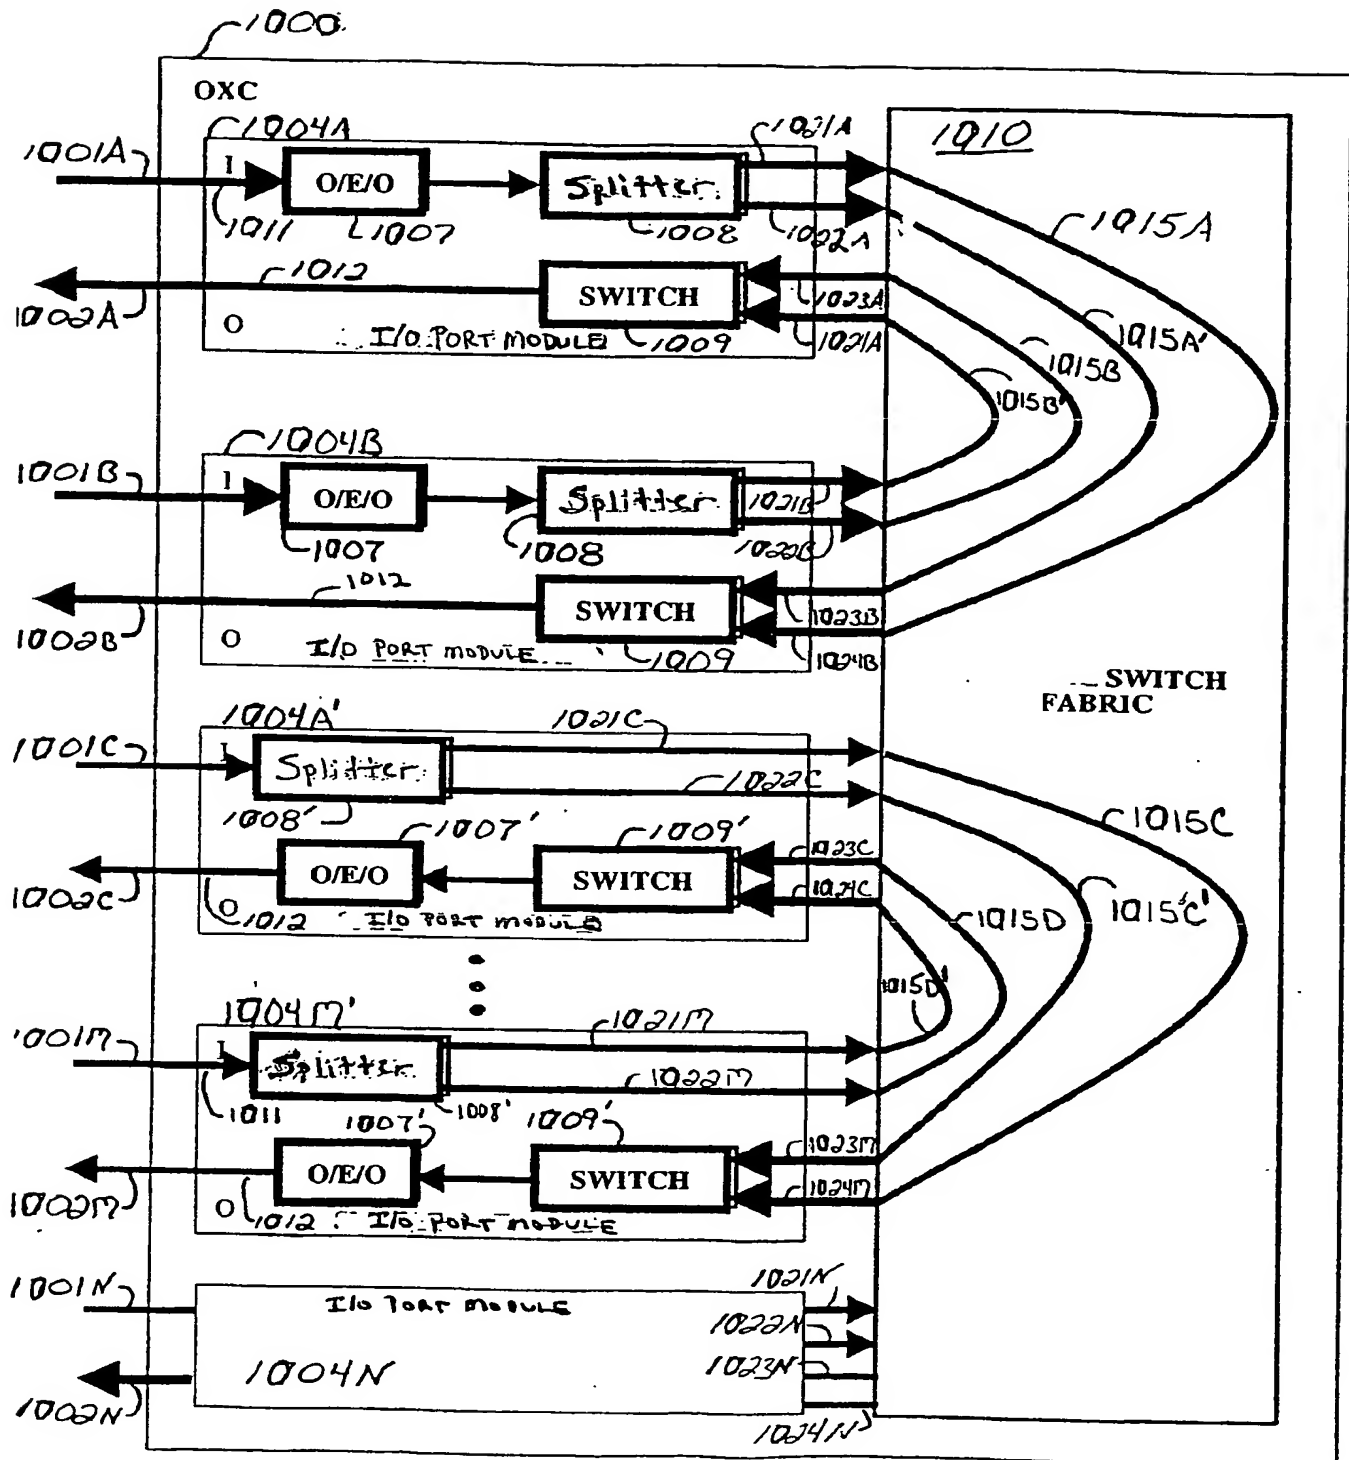 1000
OXC
1004A
1001A
I
O/E/O
Splitter
1021A
1011
1007
1008
1022A
1010
1015A
1012
SWITCH
1023A
1002A
O
I/O PORT MODULE
1009
1021A
1015A'
1015B
1015B'
1004B
1001B
I
O/E/O
Splitter
1021B
1007
1008
1022B
1012
SWITCH
1023B
1002B
O
I/O PORT MODULE
1009
1024B
SWITCH
FABRIC
1004A'
1021C
1001C
I
Splitter
1022C
1008'
1007'
1009'
1023C
1015C
O/E/O
SWITCH
1024C
1002C
O
1012
I/O PORT MODULE
1015D
1015'C'
1015D'
1004M'
1021M
1001M
I
Splitter
1022M
1011
1008'
1007'
1009'
1023M
O/E/O
SWITCH
1024M
1002M
O
1012
I/O PORT MODULE
1001N
I/O PORT MODULE
1021N
1022N
1004N
1023N
1002N
1024N